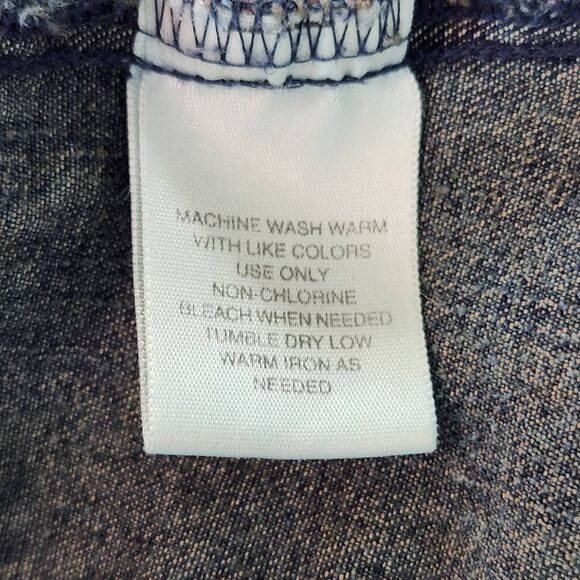 MACHINE WASH WARM
WITH LIKE COLORS
USE ONLY
NON-CHLORINE
BLEACH WHEN NEEDED
TUMBLE DRY LOW
WARM IRON AS
NEEDED